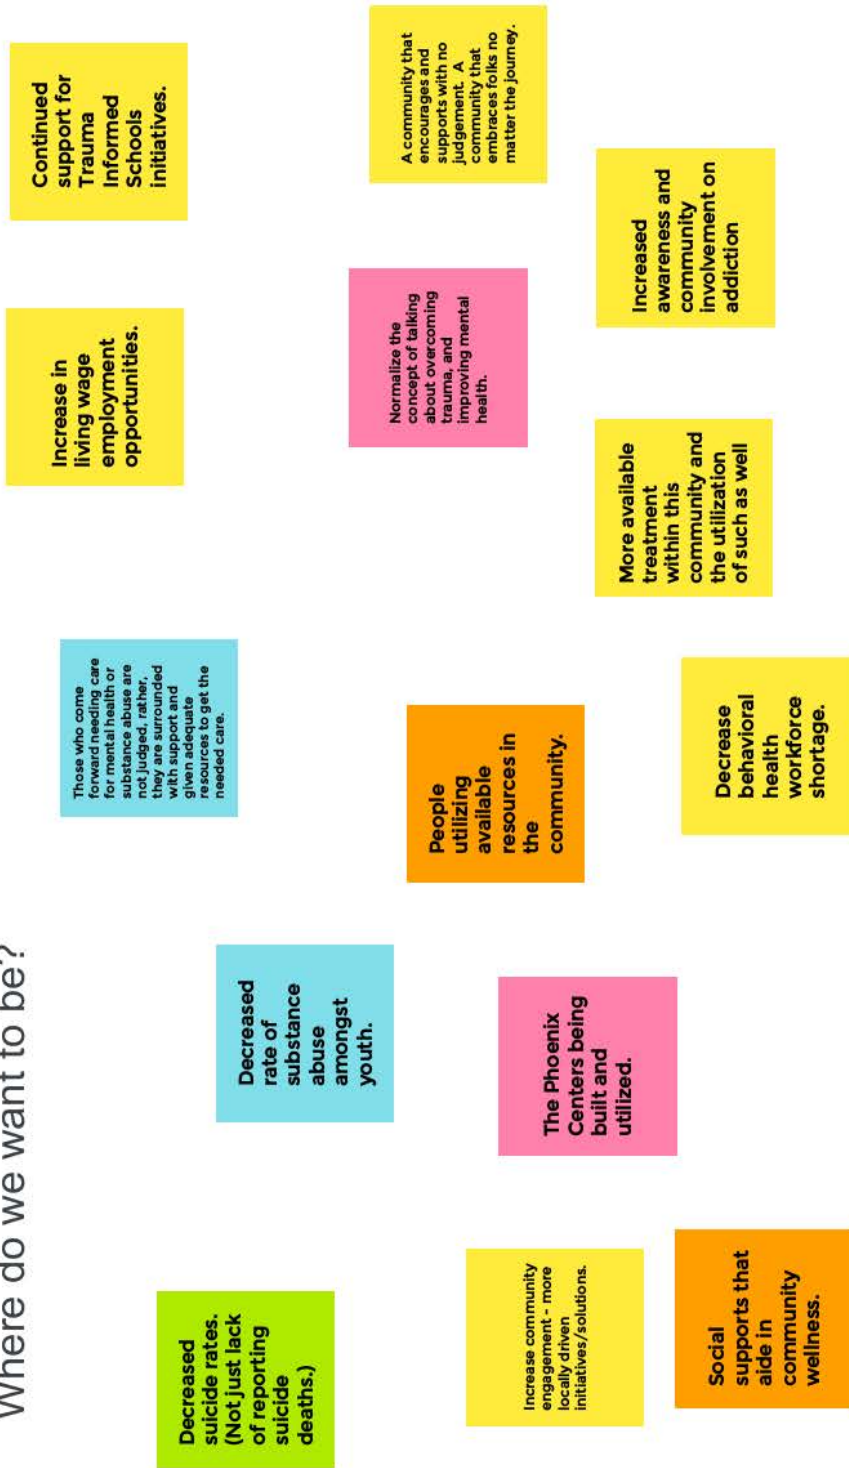 Where do we want to be?
Decreased
suicide rates.
(Not just lack
of reporting
suicide
deaths.)
Decreased
rate of
substance
abuse
amongst
youth.
Those who come
forward needing care
for mental health or
substance abuse are
not judged, rather,
they are surrounded
with support and
given adequate
resources to get the
needed care.
Increase in
living wage
employment
opportunities.
Continued
support for
Trauma
Informed
Schools
initiatives.
Increase community
engagement - more
locally driven
initiatives/solutions.
The Phoenix
Centers being
built and
utilized.
People
utilizing
available
resources in
the
community.
Normalize the
concept of talking
about overcoming
trauma, and
improving mental
health.
A community that
encourages and
supports with no
judgement. A
community that
embraces folks no
matter the journey.
Social
supports that
aide in
community
wellness.
Decrease
behavioral
health
workforce
shortage.
More available
treatment
within this
community and
the utilization
of such as well
Increased
awareness and
community
involvement on
addiction